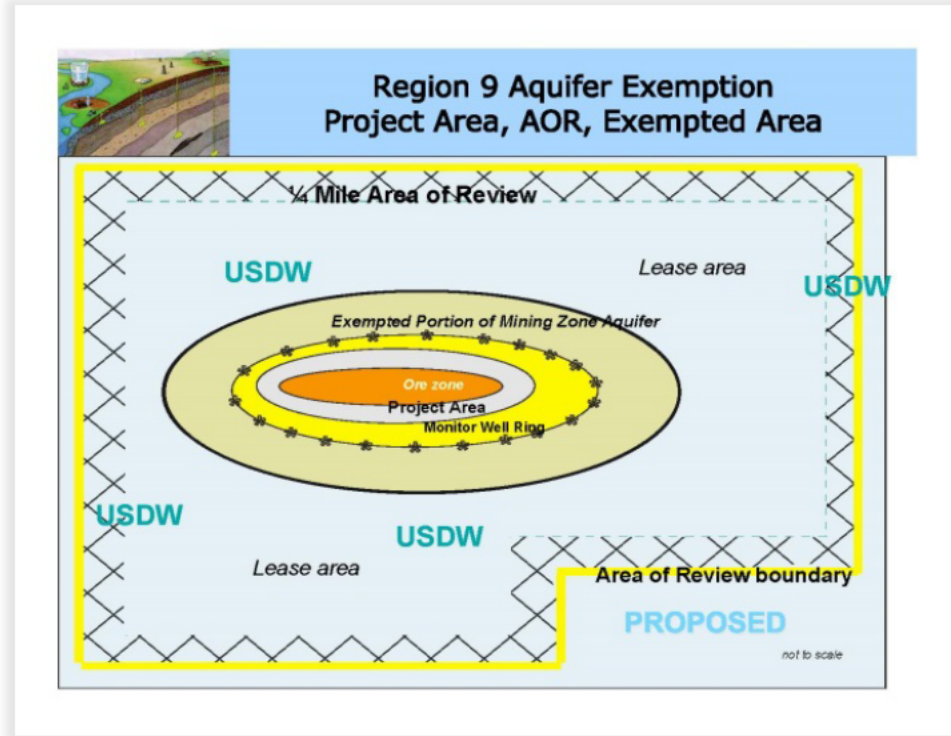 Region 9 Aquifer Exemption
Project Area, AOR, Exempted Area
¼ Mile Area of Review
USDW
Lease area
USDW
Exempted Portion of Mining Zone Aquifer
Ore zone
Project Area
Monitor Well Ring
USDW
USDW
Lease area
Area of Review boundary
PROPOSED
not to scale